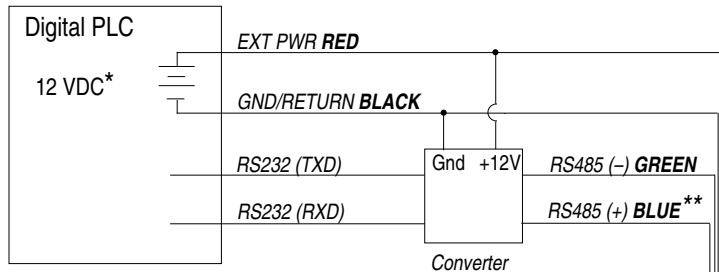 Digital PLC
EXT PWR RED
12 VDC*
GND/RETURN BLACK
Gnd +12V
RS232 (TXD)
RS485 (–) GREEN
RS232 (RXD)
RS485 (+) BLUE**
Converter